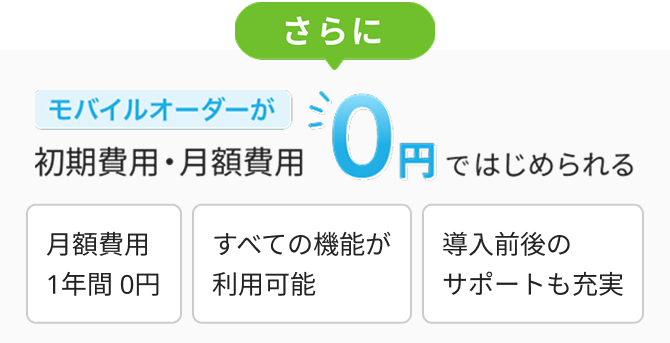 さらに
モバイルオーダーが
初期費用・月額費用 0円ではじめられる
月額費用
1年間 0円
すべての機能が
利用可能
導入前後の
サポートも充実